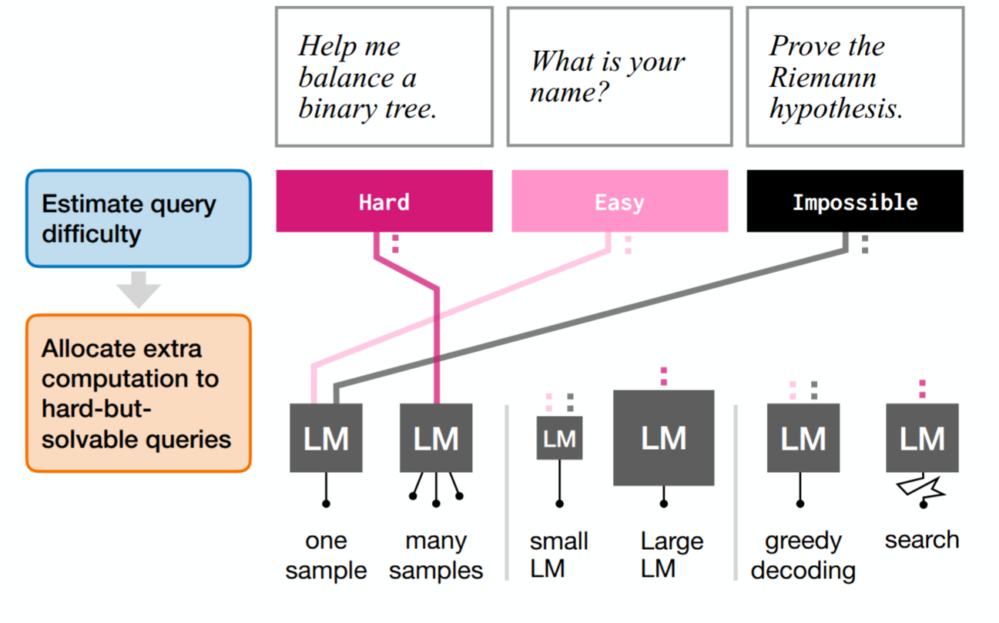 Help me
balance a
binary tree.
What is your
name?
Prove the
Riemann
hypothesis.
Estimate query
difficulty
Hard
Easy
Impossible
Allocate extra
computation to
hard-but-
solvable queries
LM
LM
LM
LM
LM
LM
one
sample
many
samples
small
LM
Large
LM
greedy
decoding
search